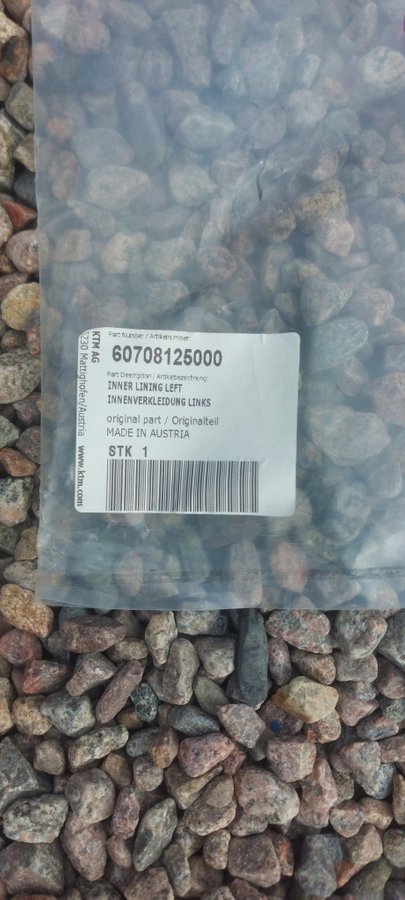 KTM AG
5230 Mattighofen/Austria
www.ktm.com
Part Number / Artikelnummer:
60708125000
Part Description / Artikelbezeichnung:
INNER LINING LEFT
INNENVERKLEIDUNG LINKS
original part / Originalteil
MADE IN AUSTRIA
STK 1